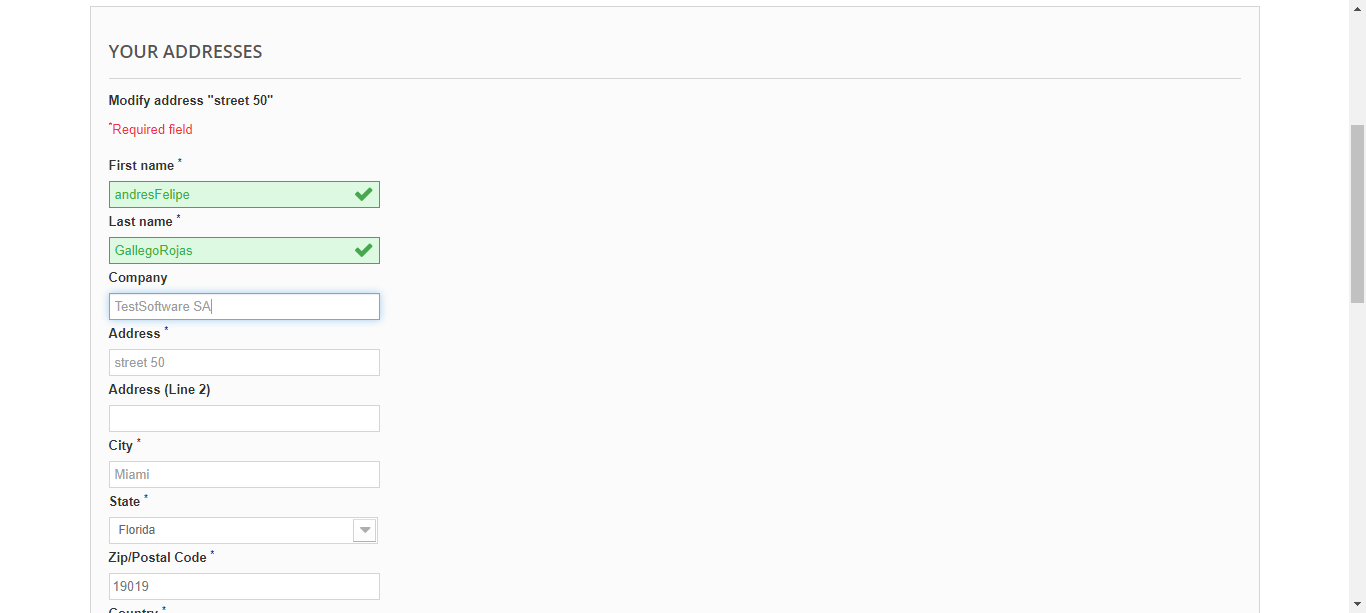 YOUR ADDRESSES
Modify address "street 50"
*Required field
First name *
andresFelipe
Last name *
GallegoRojas
Company
TestSoftware SA
Address *
street 50
Address (Line 2)
City *
Miami
State *
Florida
Zip/Postal Code *
19019
Country *